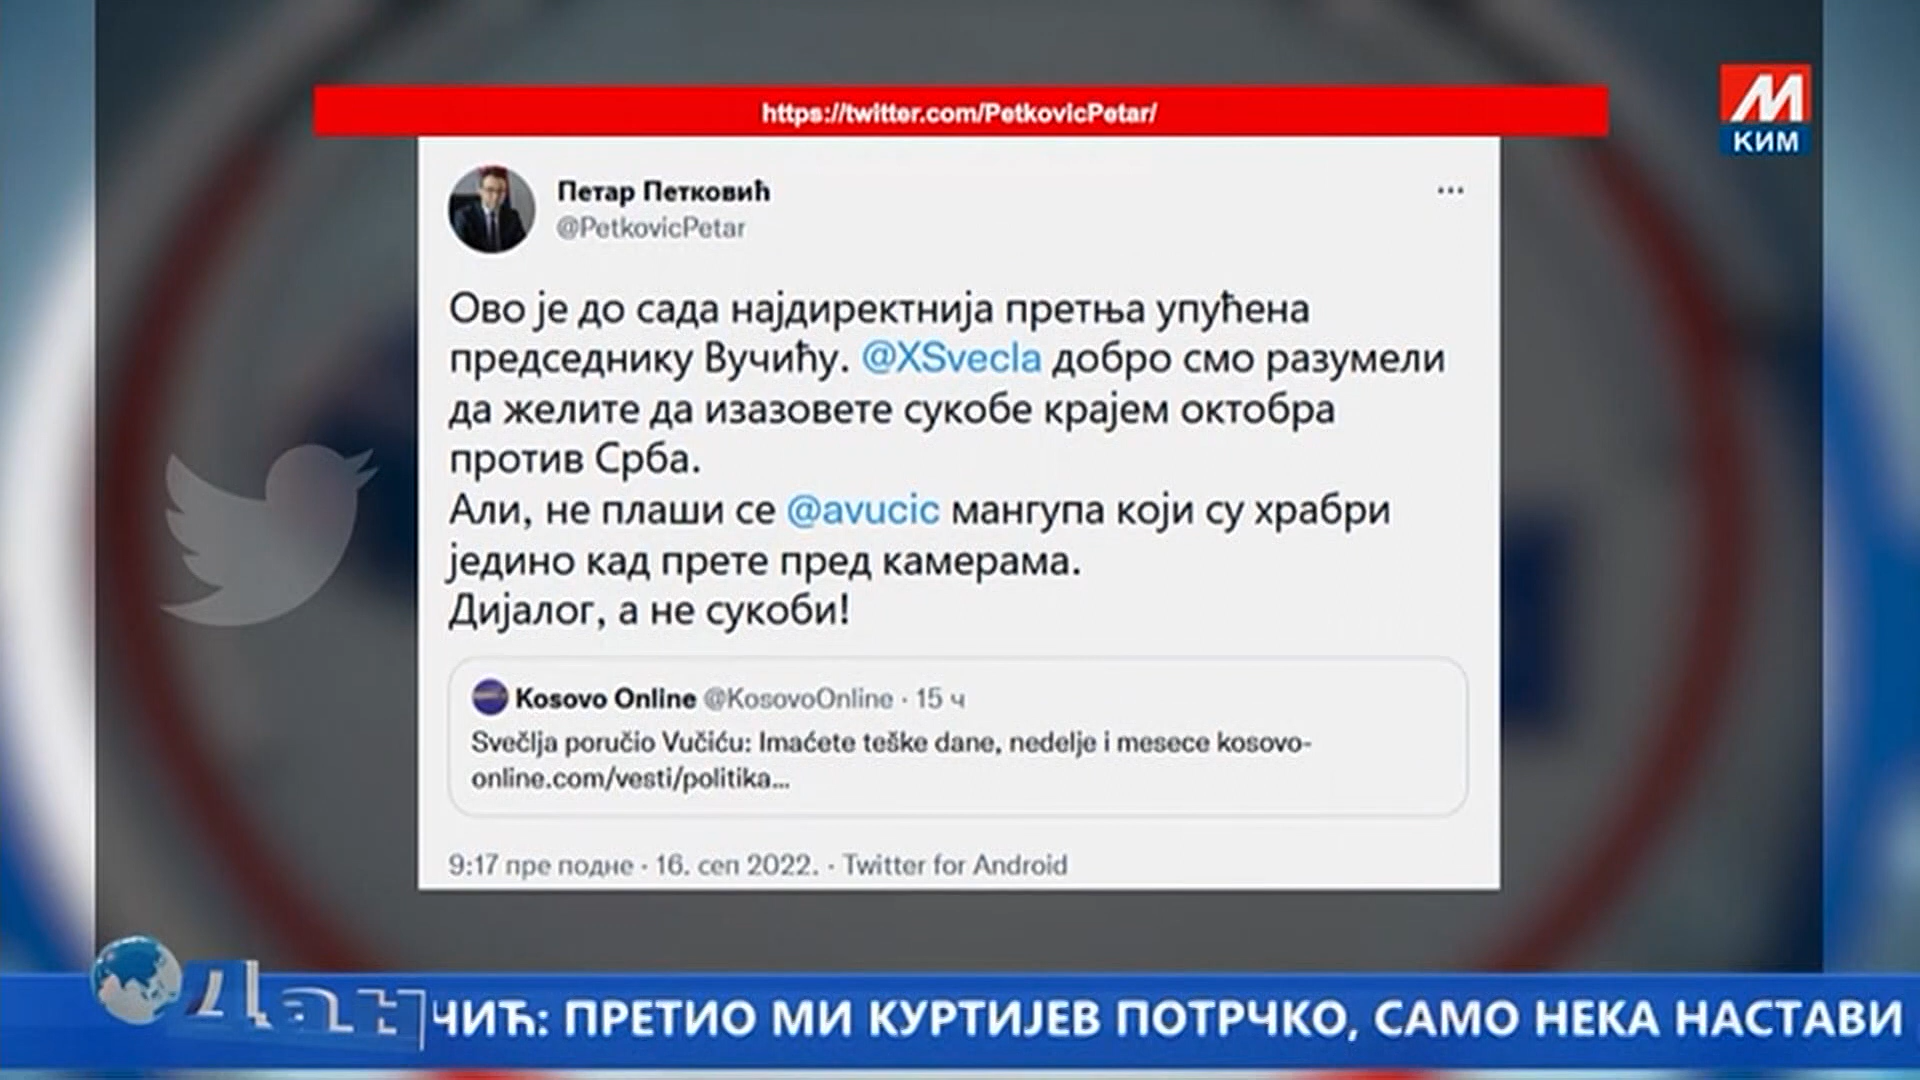 https://twitter.com/PetkovicPetar/
М
КИМ
Петар Петковић
@PetkovicPetar
Ово је до сада најдиректнија претња упућена
председнику Вучићу. @XSvecla добро смо разумели
да желите да изазовете сукобе крајем октобра
против Срба.
Али, не плаши се @avucic мангупа који су храбри
једино кад прете пред камерама.
Дијалог, а не сукоби!
Kosovo Online @KosovoOnline · 15 ч
Svečlja poručio Vučiću: Imaćete teške dane, nedelje i mesece kosovo-
online.com/vesti/politika...
9:17 пре подне · 16. сеп 2022. · Twitter for Android
Дан
ЧИЋ: ПРЕТИО МИ КУРТИЈЕВ ПОТРЧКО, САМО НЕКА НАСТАВИ